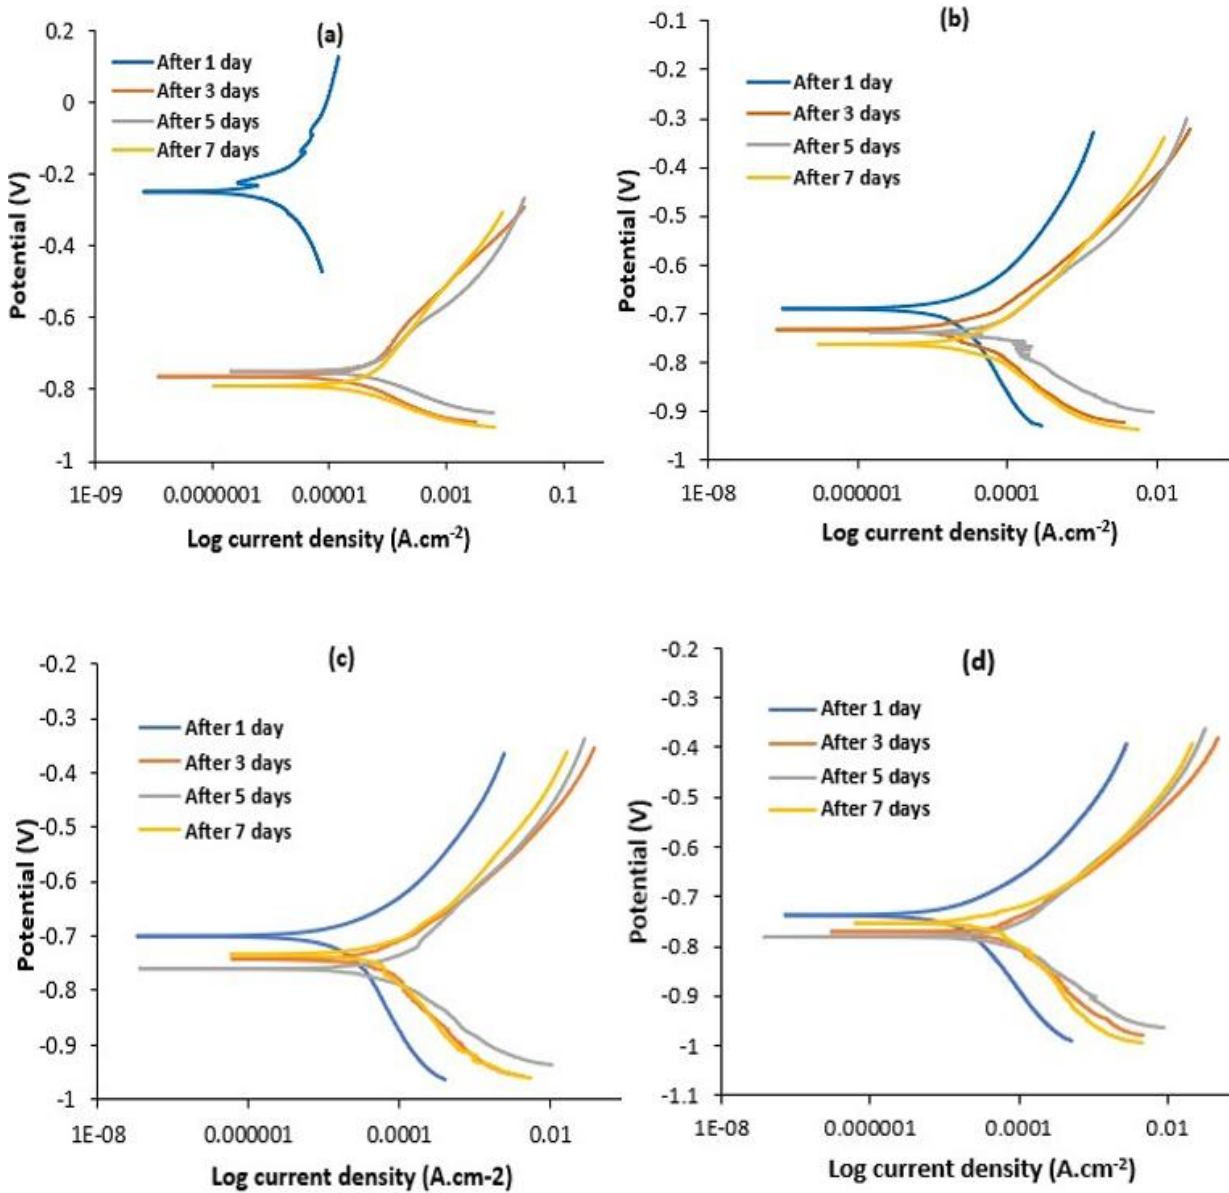 (a)
0.2
0
-0.2
-0.4
-0.6
-0.8
-1
Potential (V)
After 1 day
After 3 days
After 5 days
After 7 days
1E-09 0.0000001 0.00001 0.001 0.1
Log current density (A.cm-2)
(b)
-0.1
-0.2
-0.3
-0.4
-0.5
-0.6
-0.7
-0.8
-0.9
-1
Potential (V)
After 1 day
After 3 days
After 5 days
After 7 days
1E-08 0.000001 0.0001 0.01
Log current density (A.cm-2)
(c)
-0.2
-0.3
-0.4
-0.5
-0.6
-0.7
-0.8
-0.9
-1
Potential (V)
After 1 day
After 3 days
After 5 days
After 7 days
1E-08 0.000001 0.0001 0.01
Log current density (A.cm-2)
(d)
-0.2
-0.3
-0.4
-0.5
-0.6
-0.7
-0.8
-0.9
-1
-1.1
Potential (V)
After 1 day
After 3 days
After 5 days
After 7 days
1E-08 0.000001 0.0001 0.01
Log current density (A.cm-2)